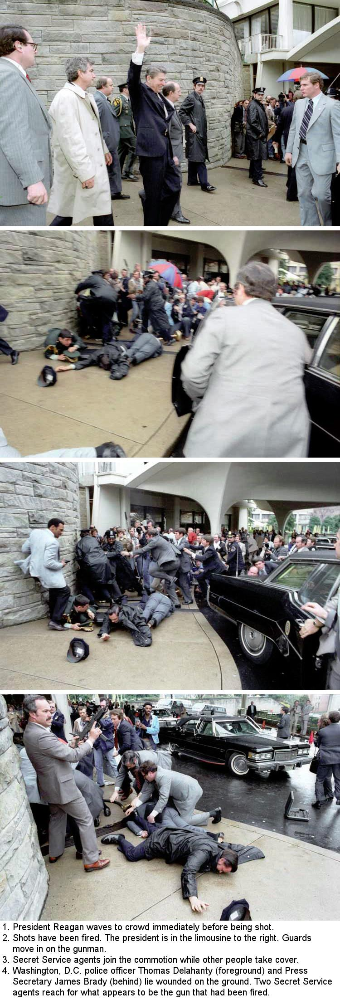 1. President Reagan waves to crowd immediately before being shot.
2. Shots have been fired. The president is in the limousine to the right. Guards
move in on the gunman.
3. Secret Service agents join the commotion while other people take cover.
4. Washington, D.C. police officer Thomas Delahanty (foreground) and Press
Secretary James Brady (behind) lie wounded on the ground. Two Secret Service
agents reach for what appears to be the gun that had been fired.